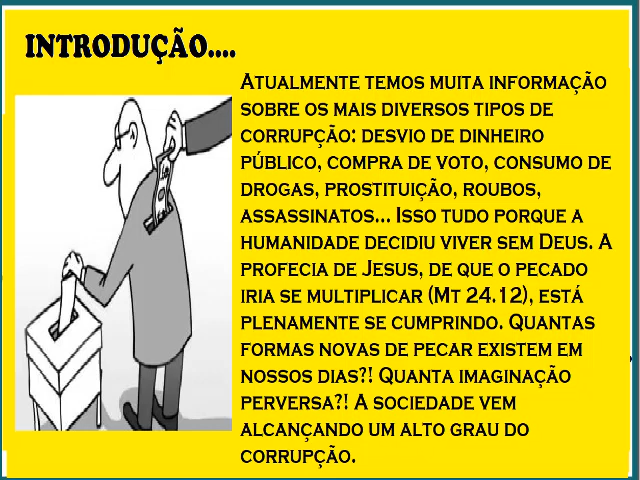 INTRODUÇÃO....
ATUALMENTE TEMOS MUITA INFORMAÇÃO
SOBRE OS MAIS DIVERSOS TIPOS DE
CORRUPÇÃO: DESVIO DE DINHEIRO
PÚBLICO, COMPRA DE VOTO, CONSUMO DE
DROGAS, PROSTITUIÇÃO, ROUBOS,
ASSASSINATOS... ISSO TUDO PORQUE A
HUMANIDADE DECIDIU VIVER SEM DEUS. A
PROFECIA DE JESUS, DE QUE O PECADO
IRIA SE MULTIPLICAR (MT 24.12), ESTÁ
PLENAMENTE SE CUMPRINDO. QUANTAS
FORMAS NOVAS DE PECAR EXISTEM EM
NOSSOS DIAS?! QUANTA IMAGINAÇÃO
PERVERSA?! A SOCIEDADE VEM
ALCANÇANDO UM ALTO GRAU DO
CORRUPÇÃO.